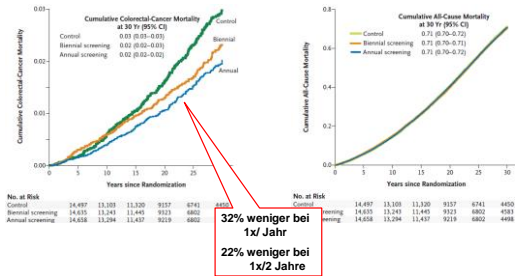 Cumulative Colorectal-Cancer Mortality
at 30 Yr (95% CI)
Control 0.03 (0.03–0.03)
Biennial screening 0.02 (0.02–0.03)
Annual screening 0.02 (0.02–0.02)
Cumulative Colorectal-Cancer Mortality
0.03
0.02
0.01
0.00
Control
Biennial
Annual
0 5 10 15 20 25 30
Years since Randomization
No. at Risk
Control 14,497 13,103 11,320 9157 6741 4450
Biennial screening 14,635 13,243 11,445 9323 6802
Annual screening 14,658 13,294 11,437 9219 6802
Cumulative All-Cause Mortality
at 30 Yr (95% CI)
Control 0.71 (0.70–0.72)
Biennial screening 0.71 (0.70–0.71)
Annual screening 0.71 (0.70–0.72)
Cumulative All-Cause Mortality
0.8
0.6
0.4
0.2
0.0
0 5 10 15 20 25 30
Years since Randomization
No. at Risk
Control 14,497 13,103 11,320 9157 6741 4450
reening 14,635 13,243 11,445 9323 6802 4583
eening 14,658 13,294 11,437 9219 6802 4498
32% weniger bei
1x/ Jahr
22% weniger bei
1x/2 Jahre